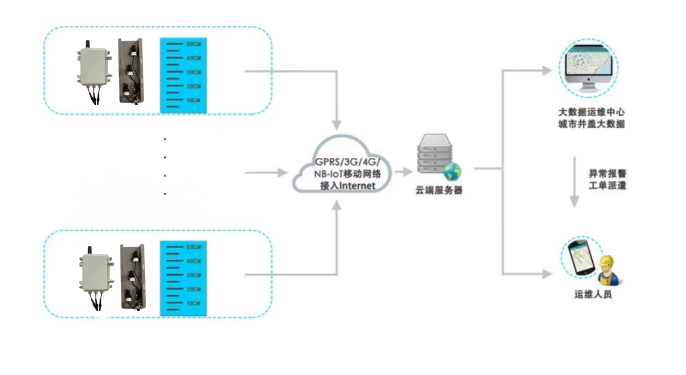 50CM
40CM
30CM
20CM
10CM
GPRS/3G/4G/
NB-IoT移动网络
接入Internet
云端服务器
大数据运维中心
城市井盖大数据
异常报警
工单派遣
运维人员
50CM
40CM
30CM
20CM
10CM